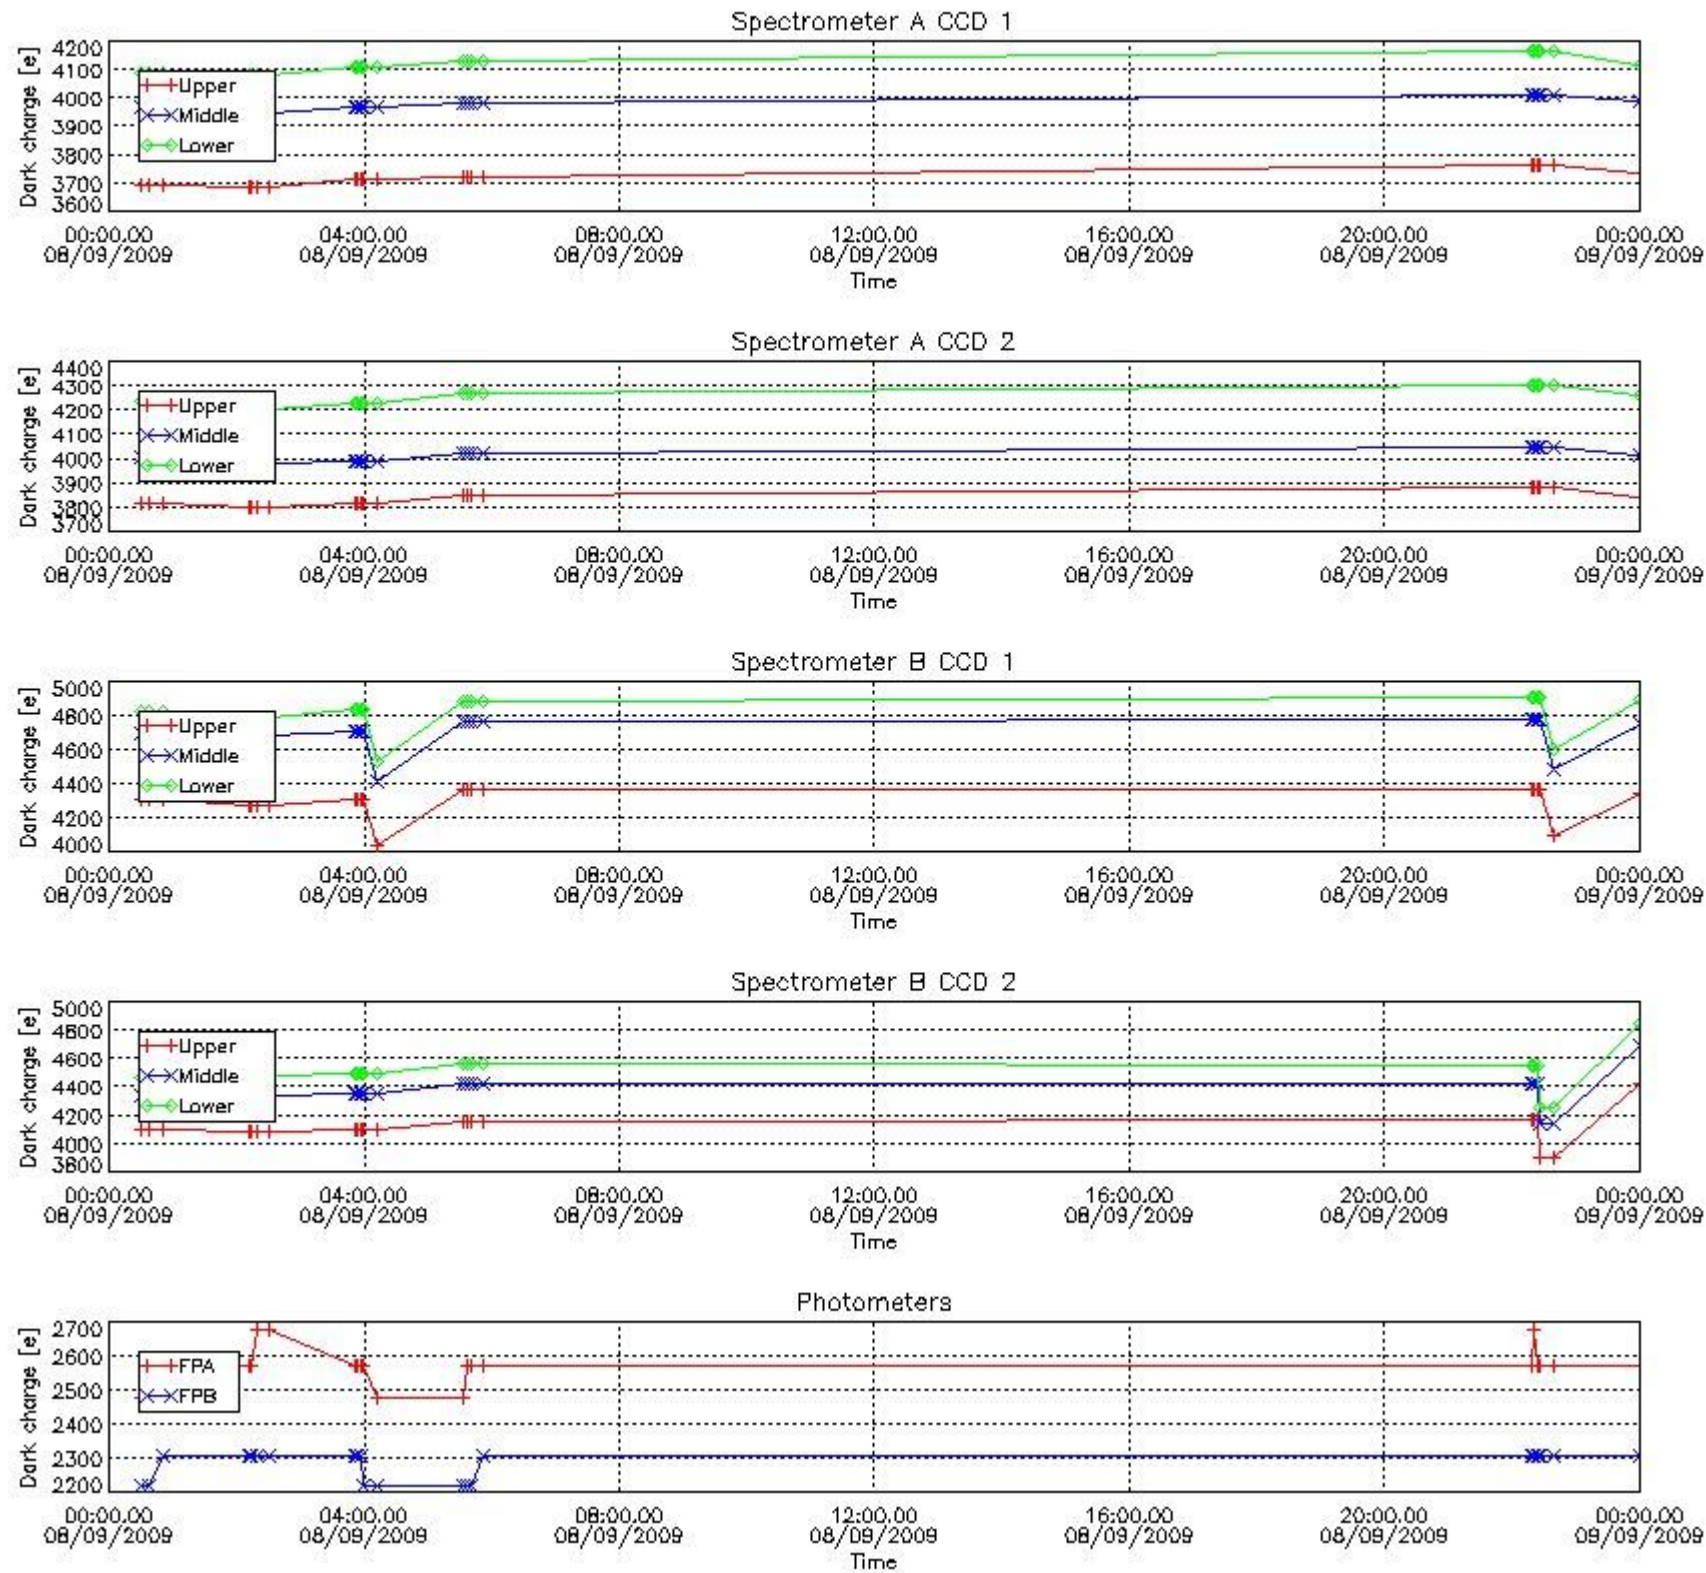 Spectrometer A CCD 1
Dark charge [e]
4200
4100
4000
3900
3800
3700
3600
Upper
Middle
Lower
00:00.00 04:00.00 08:00.00 12:00.00 16:00.00 20:00.00 00:00.00
08/09/2009 08/09/2009 08/09/2009 08/09/2009 08/09/2009 08/09/2009 09/09/2009
Time
Spectrometer A CCD 2
Dark charge [e]
4400
4300
4200
4100
4000
3900
3800
3700
Upper
Middle
Lower
00:00.00 04:00.00 08:00.00 12:00.00 16:00.00 20:00.00 00:00.00
08/09/2009 08/09/2009 08/09/2009 08/09/2009 08/09/2009 08/09/2009 09/09/2009
Time
Spectrometer B CCD 1
Dark charge [e]
5000
4800
4600
4400
4200
4000
Upper
Middle
Lower
00:00.00 04:00.00 08:00.00 12:00.00 16:00.00 20:00.00 00:00.00
08/09/2009 08/09/2009 08/09/2009 08/09/2009 08/09/2009 08/09/2009 09/09/2009
Time
Spectrometer B CCD 2
Dark charge [e]
5000
4800
4600
4400
4200
4000
3800
Upper
Middle
Lower
00:00.00 04:00.00 08:00.00 12:00.00 16:00.00 20:00.00 00:00.00
08/09/2009 08/09/2009 08/09/2009 08/09/2009 08/09/2009 08/09/2009 09/09/2009
Time
Photometers
Dark charge [e]
2700
2600
2500
2400
2300
2200
FPA
FPB
00:00.00 04:00.00 08:00.00 12:00.00 16:00.00 20:00.00 00:00.00
08/09/2009 08/09/2009 08/09/2009 08/09/2009 08/09/2009 08/09/2009 09/09/2009
Time